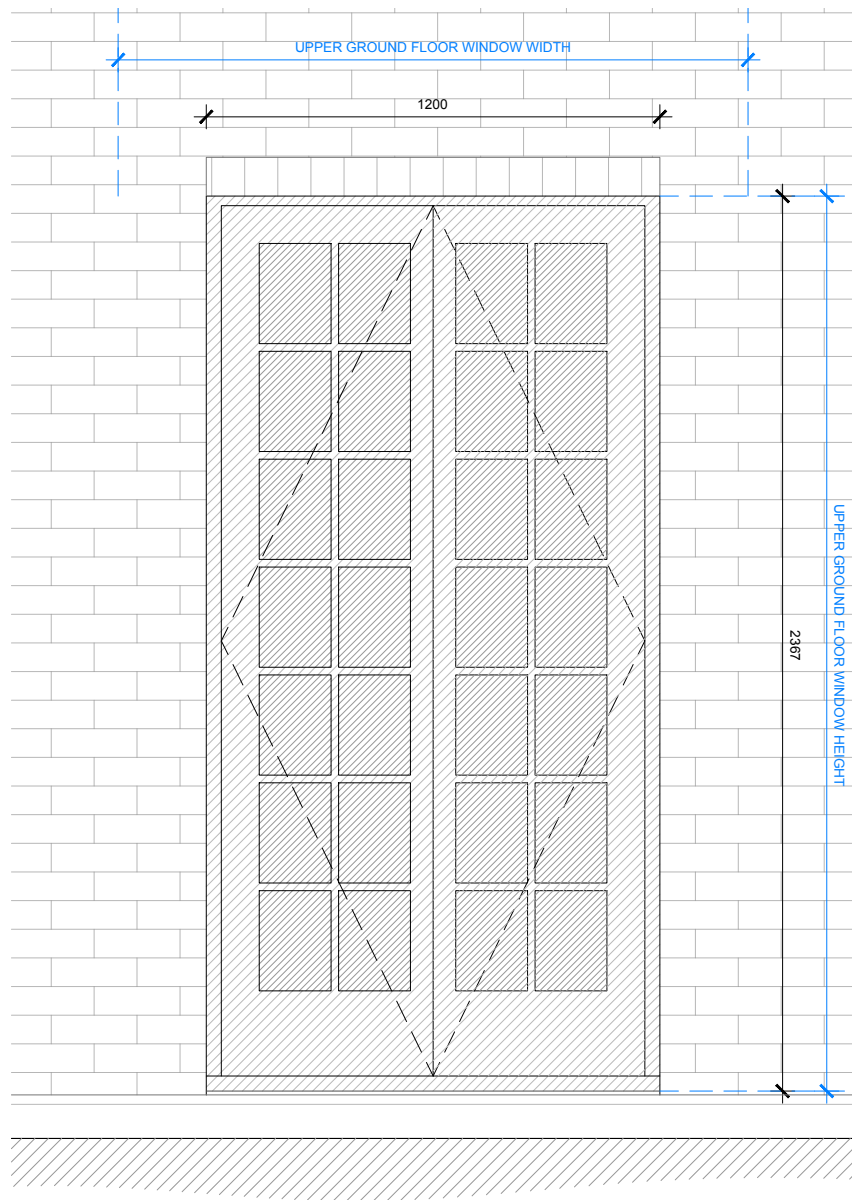 UPPER GROUND FLOOR WINDOW WIDTH
1200
2367
UPPER GROUND FLOOR WINDOW HEIGHT